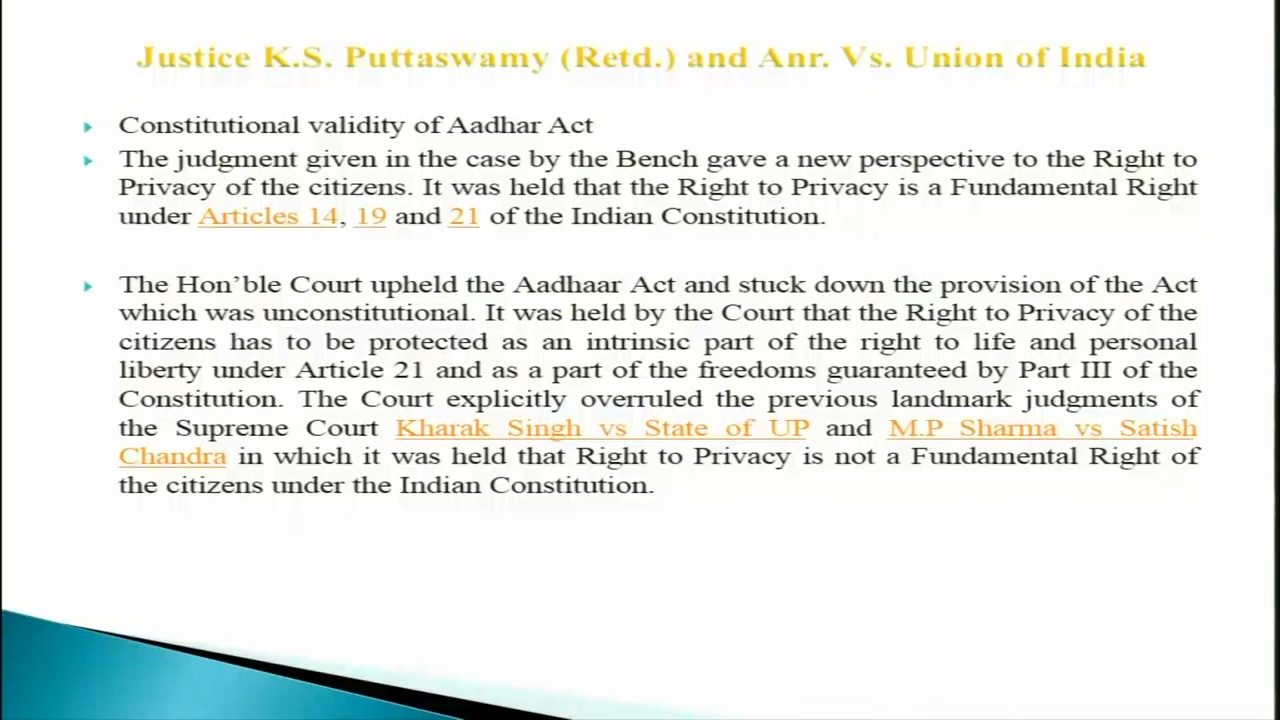 Justice K.S. Puttaswamy (Retd.) and Anr. Vs. Union of India
Constitutional validity of Aadhar Act
The judgment given in the case by the Bench gave a new perspective to the Right to
Privacy of the citizens. It was held that the Right to Privacy is a Fundamental Right
under Articles 14, 19 and 21 of the Indian Constitution.
The Hon’ble Court upheld the Aadhaar Act and stuck down the provision of the Act
which was unconstitutional. It was held by the Court that the Right to Privacy of the
citizens has to be protected as an intrinsic part of the right to life and personal
liberty under Article 21 and as a part of the freedoms guaranteed by Part III of the
Constitution. The Court explicitly overruled the previous landmark judgments of
the Supreme Court Kharak Singh vs State of UP and M.P Sharma vs Satish
Chandra in which it was held that Right to Privacy is not a Fundamental Right of
the citizens under the Indian Constitution.